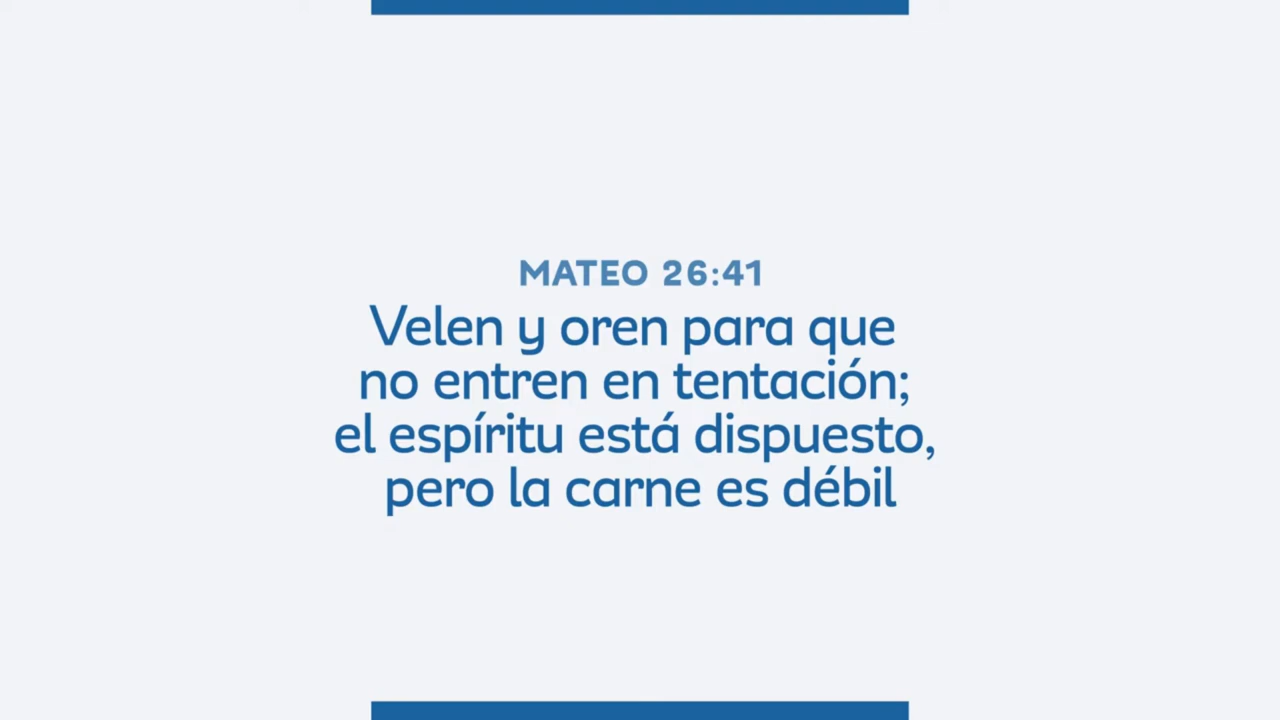 MATEO 26:41
Velen y oren para que
no entren en tentación;
el espíritu está dispuesto,
pero la carne es débil